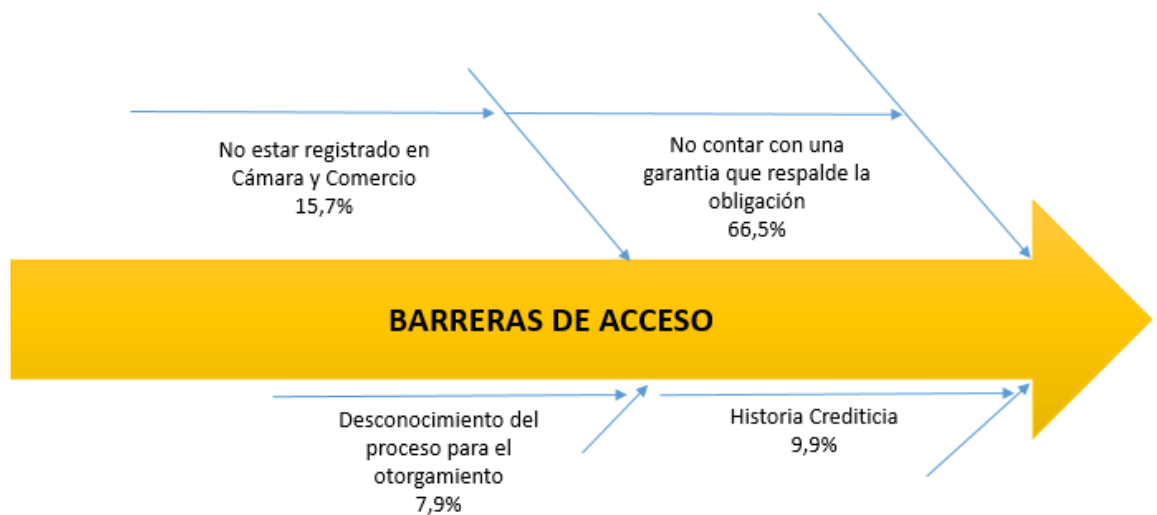 No estar registrado en
Cámara y Comercio
15,7%
No contar con una
garantia que respalde la
obligación
66,5%
BARRERAS DE ACCESO
Desconocimiento del
proceso para el
otorgamiento
7,9%
Historia Crediticia
9,9%